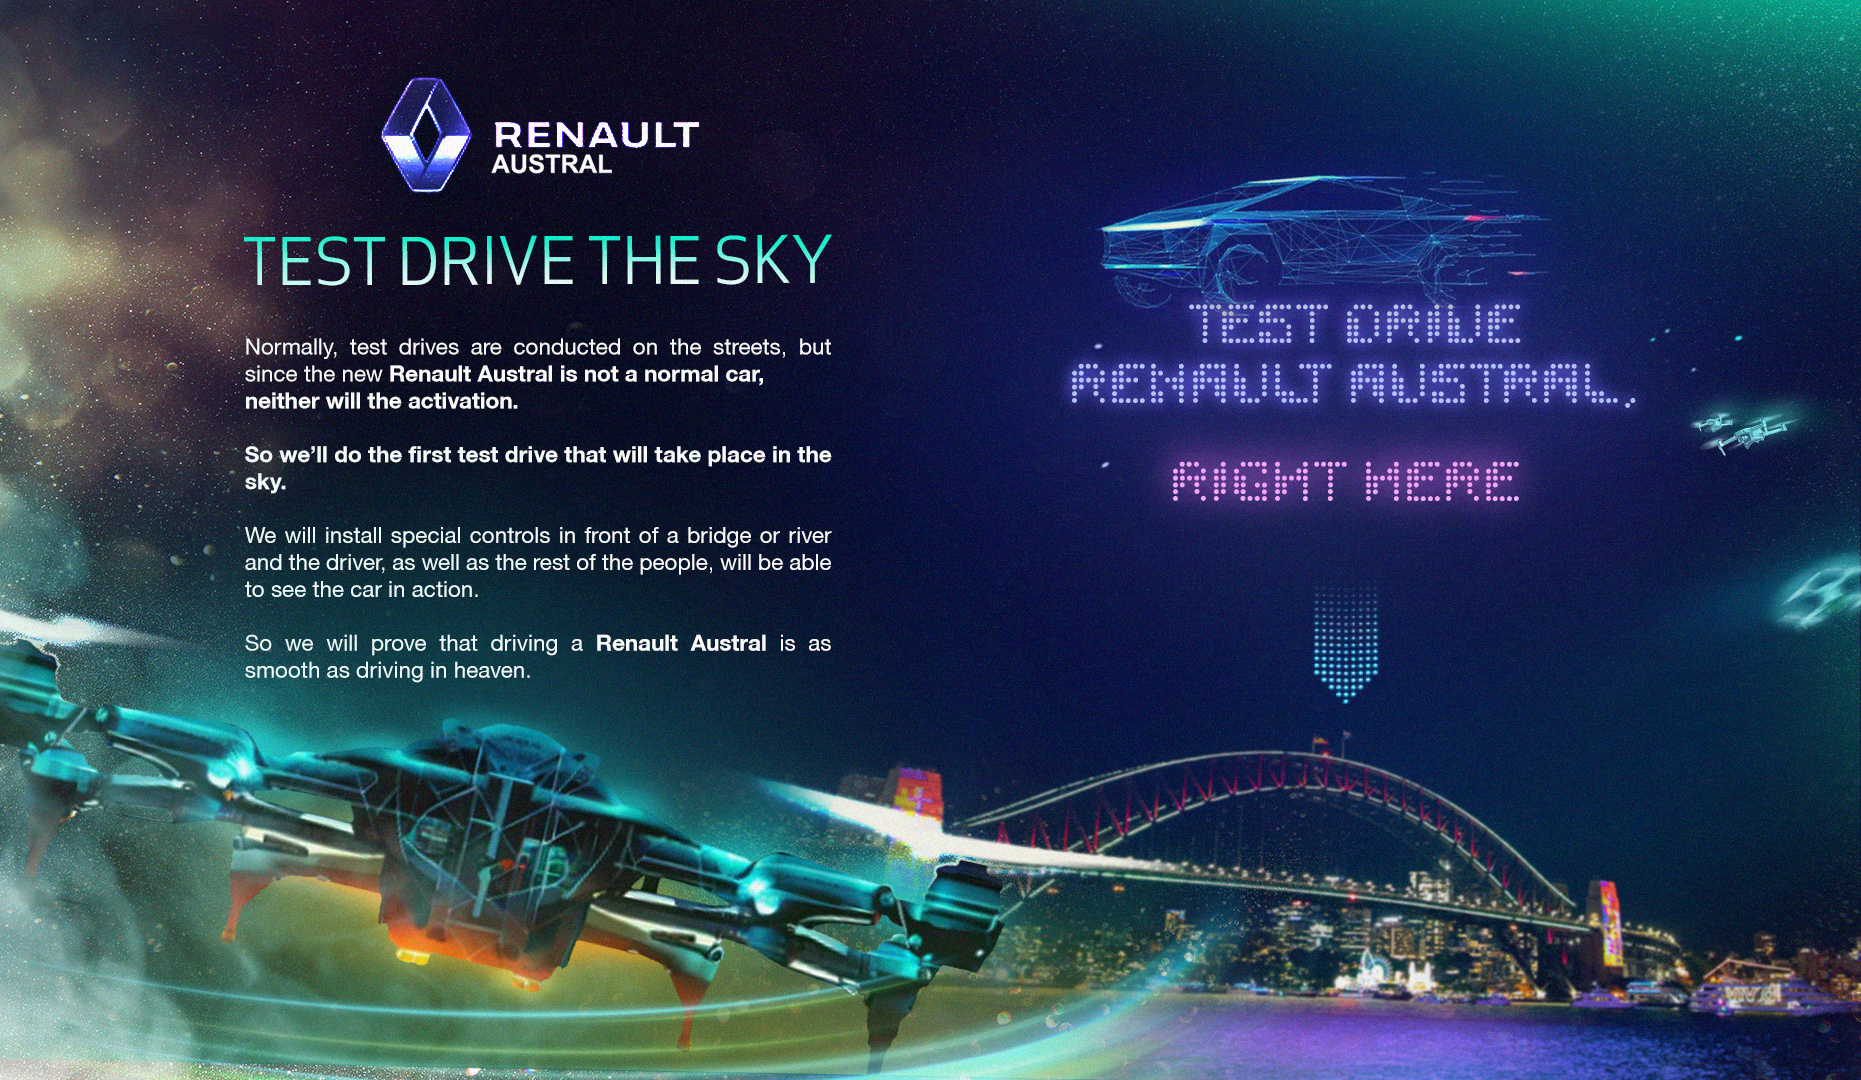 RENAULT
AUSTRAL
TEST DRIVE THE SKY
Normally, test drives are conducted on the streets, but
since the new Renault Austral is not a normal car,
neither will the activation.
So we'll do the first test drive that will take place in the
sky.
We will install special controls in front of a bridge or river
and the driver, as well as the rest of the people, will be able
to see the car in action.
So we will prove that driving a Renault Austral is as
smooth as driving in heaven.
TEST DRIVE
RENAULT AUSTRAL,
RIGHT HERE